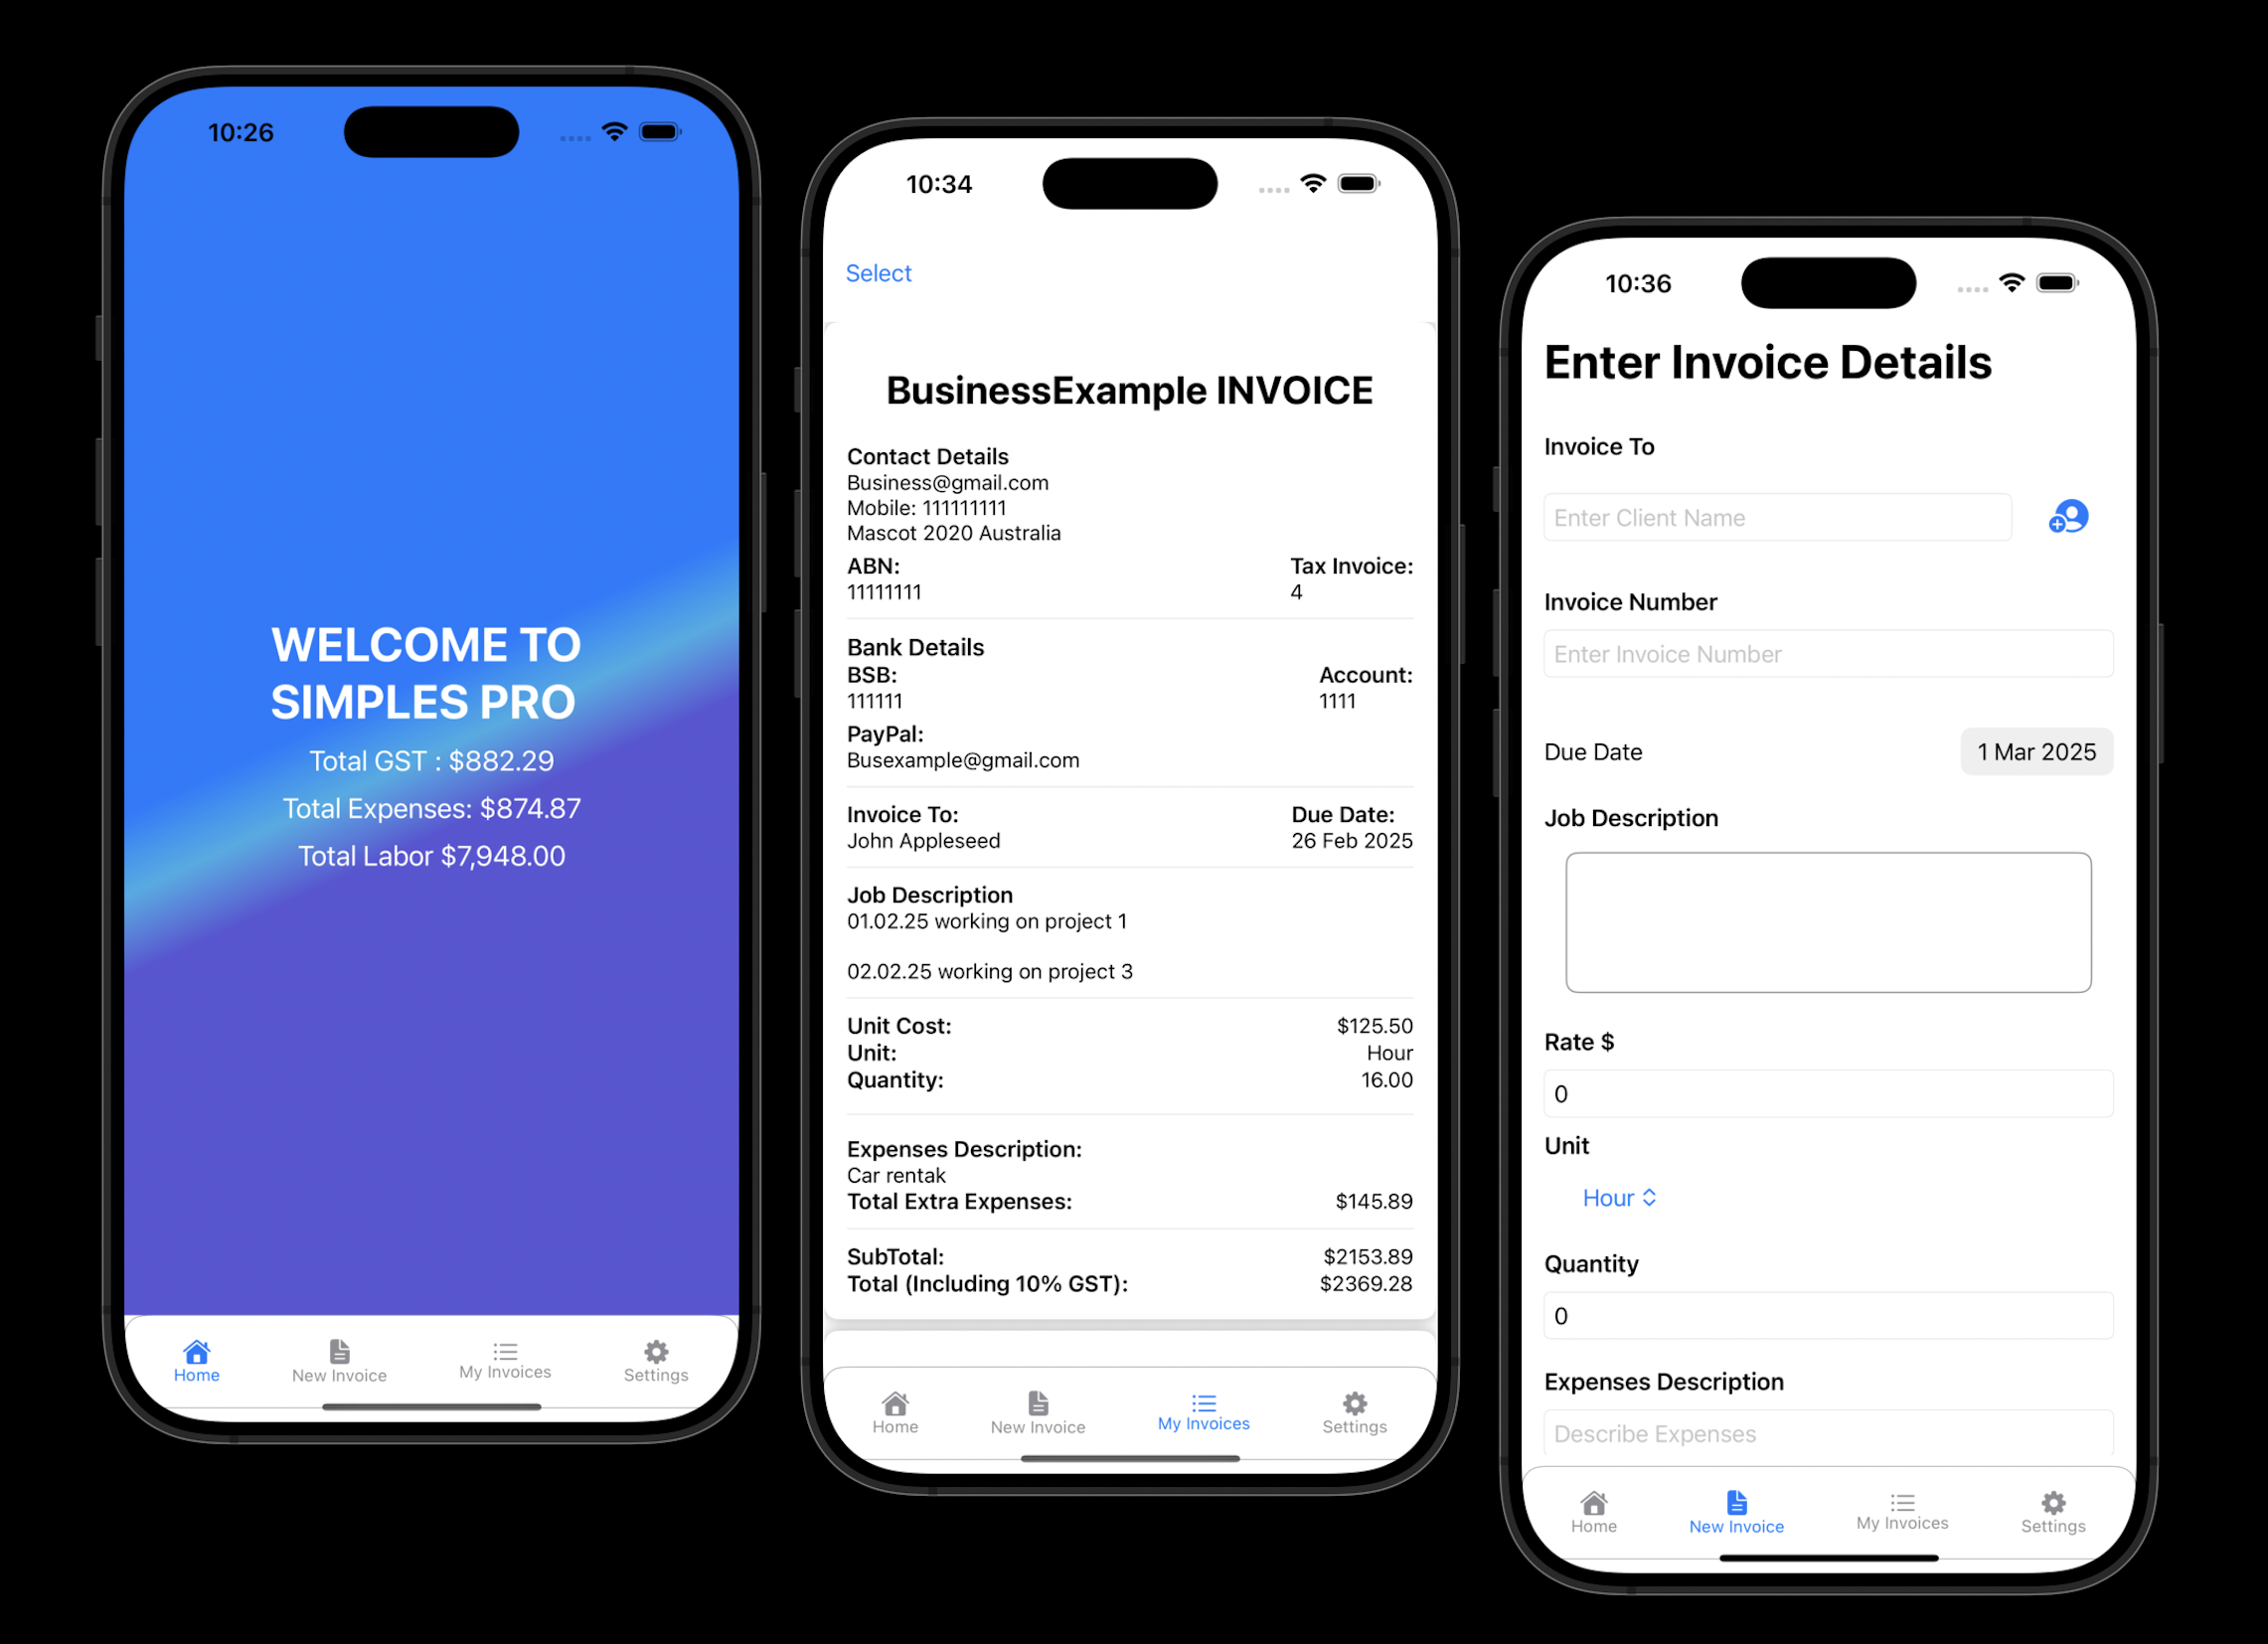 10:26
WELCOME TO
SIMPLES PRO
Total GST : $882.29
Total Expenses: $874.87
Total Labor $7,948.00
Home New Invoice My Invoices Settings
10:34
Select
BusinessExample INVOICE
Contact Details
Business@gmail.com
Mobile: 111111111
Mascot 2020 Australia
ABN: Tax Invoice:
11111111 4
Bank Details
BSB: Account:
111111 1111
PayPal:
Busexample@gmail.com
Invoice To: Due Date:
John Appleseed 26 Feb 2025
Job Description
01.02.25 working on project 1
02.02.25 working on project 3
Unit Cost: $125.50
Unit: Hour
Quantity: 16.00
Expenses Description:
Car rentak
Total Extra Expenses: $145.89
SubTotal: $2153.89
Total (Including 10% GST): $2369.28
Home New Invoice My Invoices Settings
10:36
Enter Invoice Details
Invoice To
Enter Client Name
Invoice Number
Enter Invoice Number
Due Date 1 Mar 2025
Job Description
Rate $
0
Unit
Hour
Quantity
0
Expenses Description
Describe Expenses
Home New Invoice My Invoices Settings